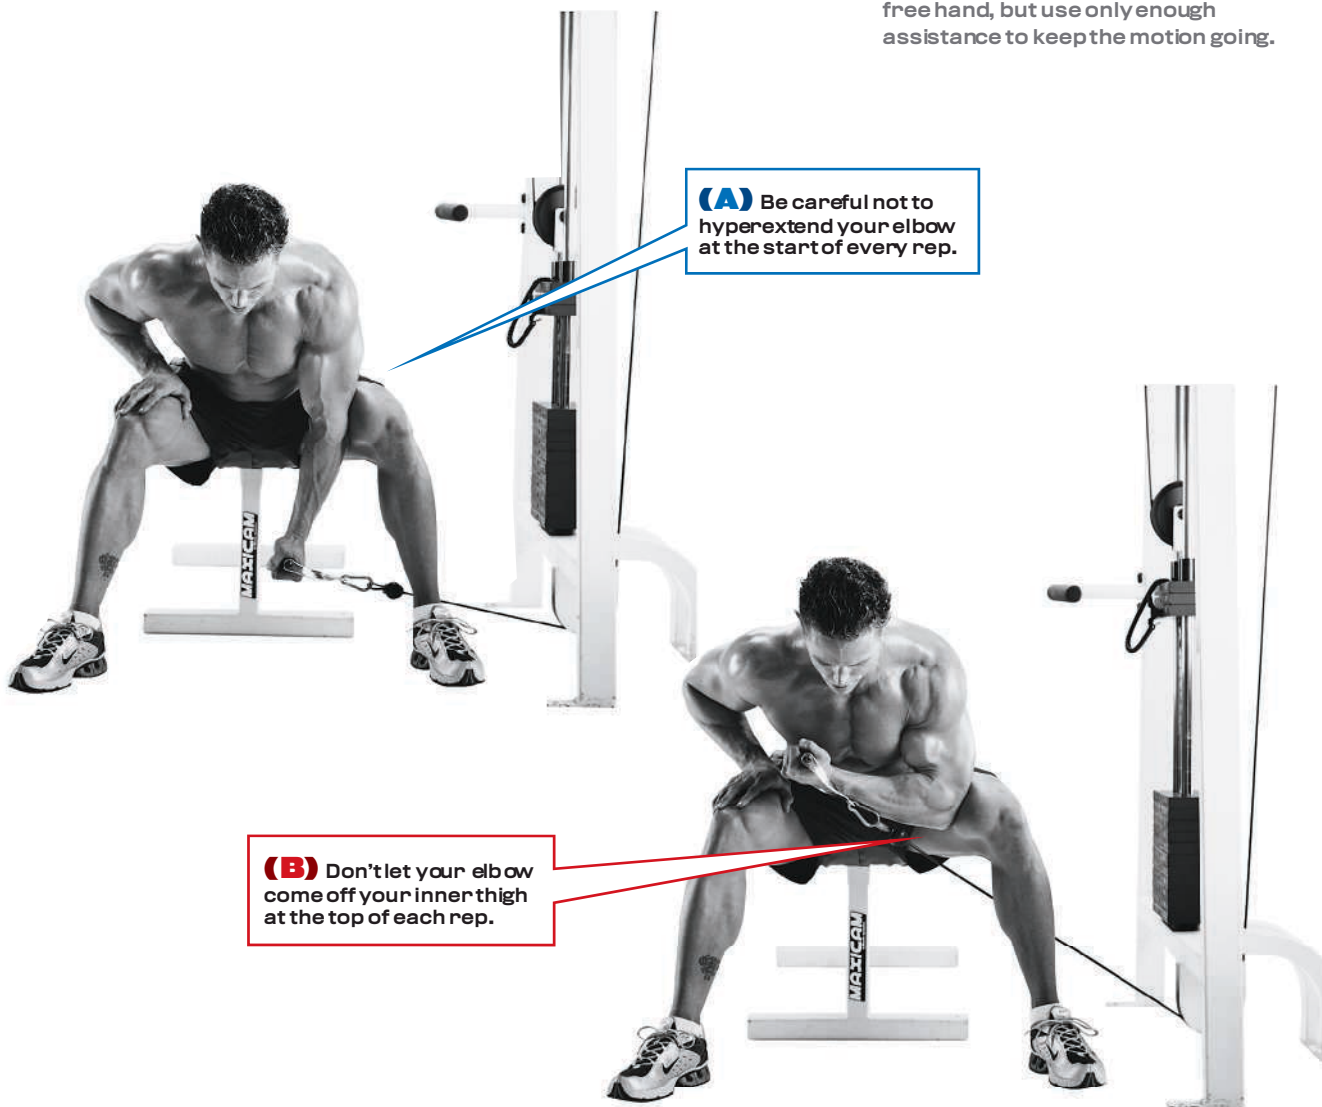 free hand, but use only enough
assistance to keep the motion going.
(A) Be careful not to
hyperextend your elbow
at the start of every rep.
MAXICAM
(B) Don't let your elbow
come off your inner thigh
at the top of each rep.
MAXICAM